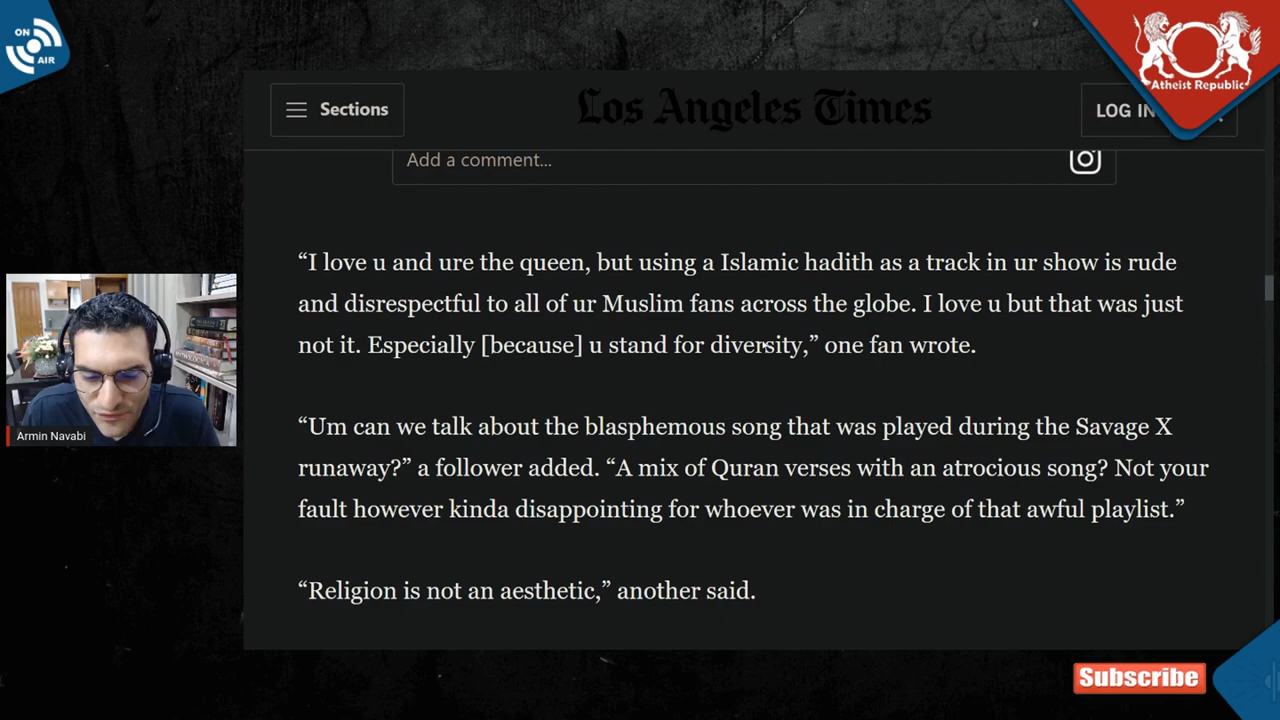 ON
AIR
Atheist Republic
Sections
Los Angeles Times
LOG IN
Add a comment...
“I love u and ure the queen, but using a Islamic hadith as a track in ur show is rude
and disrespectful to all of ur Muslim fans across the globe. I love u but that was just
not it. Especially [because] u stand for diversity,” one fan wrote.
Armin Navabi
“Um can we talk about the blasphemous song that was played during the Savage X
runaway?” a follower added. “A mix of Quran verses with an atrocious song? Not your
fault however kinda disappointing for whoever was in charge of that awful playlist.”
“Religion is not an aesthetic,” another said.
Subscribe